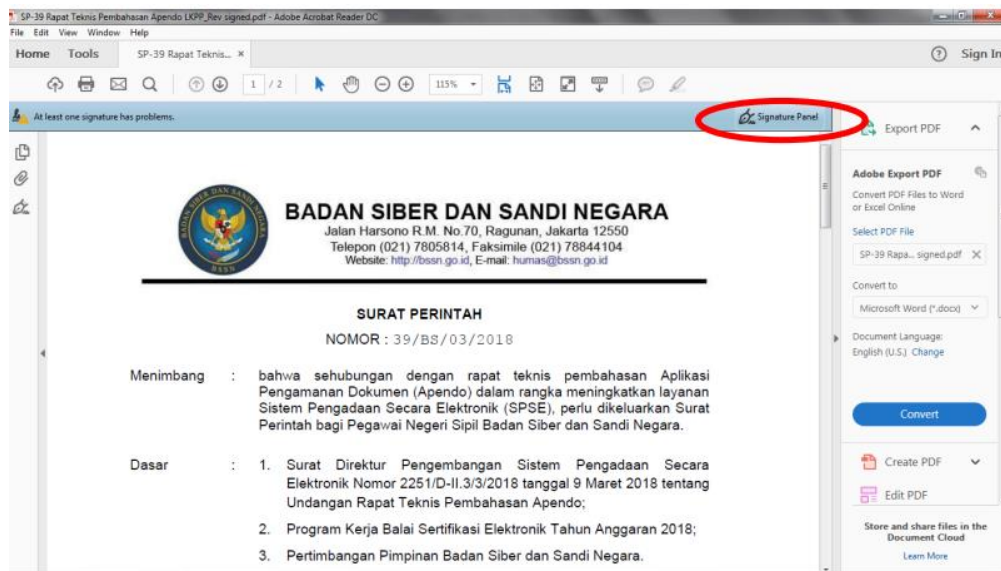 SP-39 Rapat Teknis Pembahasan Apendo LKPP_Rev signed.pdf - Adobe Acrobat Reader DC
File Edit View Window Help
Home Tools SP-39 Rapat Teknis... × Sign In
1 / 2 115%
At least one signature has problems. Signature Panel
Export PDF
Adobe Export PDF
Convert PDF Files to Word
or Excel Online
Select PDF File
SP-39 Rapa... signed.pdf X
Convert to
Microsoft Word (*.docx)
Document Language:
English (U.S.) Change
Convert
Create PDF
Edit PDF
Store and share files in the
Document Cloud
Learn More
BADAN SIBER DAN SANDI NEGARA
BSSN
BADAN SIBER DAN SANDI NEGARA
Jalan Harsono R.M. No.70, Ragunan, Jakarta 12550
Telepon (021) 7805814, Faksimile (021) 78844104
Website: http://bssn.go.id, E-mail: humas@bssn.go.id
SURAT PERINTAH
NOMOR : 39/BS/03/2018
Menimbang : bahwa sehubungan dengan rapat teknis pembahasan Aplikasi
Pengamanan Dokumen (Apendo) dalam rangka meningkatkan layanan
Sistem Pengadaan Secara Elektronik (SPSE), perlu dikeluarkan Surat
Perintah bagi Pegawai Negeri Sipil Badan Siber dan Sandi Negara.
Dasar : 1. Surat Direktur Pengembangan Sistem Pengadaan Secara
Elektronik Nomor 2251/D-II.3/3/2018 tanggal 9 Maret 2018 tentang
Undangan Rapat Teknis Pembahasan Apendo;
2. Program Kerja Balai Sertifikasi Elektronik Tahun Anggaran 2018;
3. Pertimbangan Pimpinan Badan Siber dan Sandi Negara.